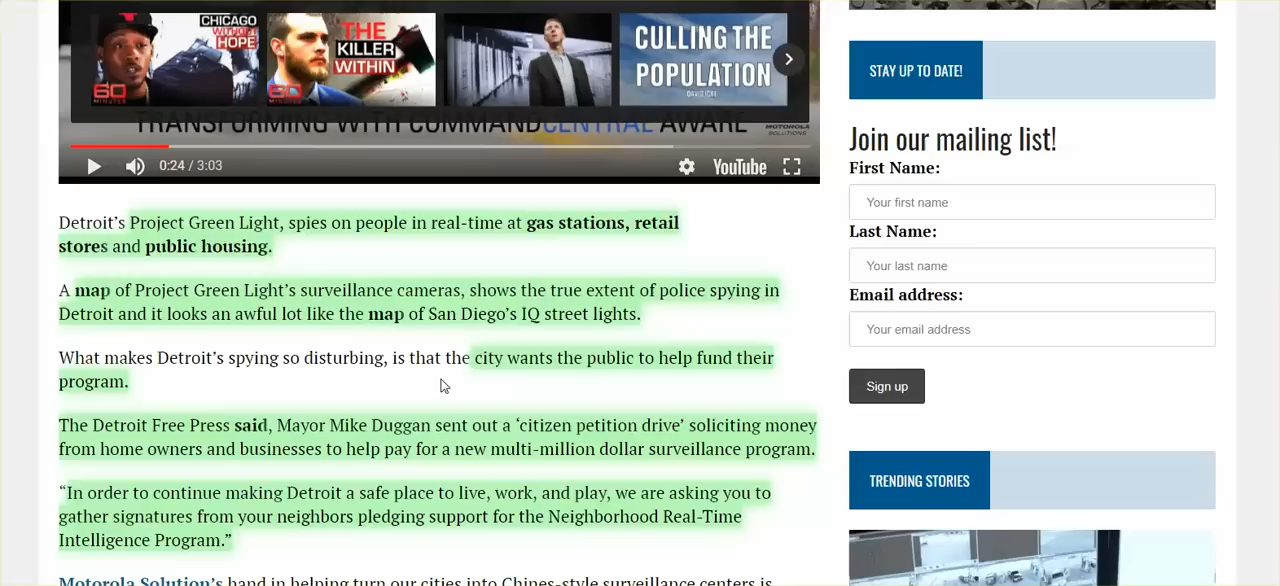 CHICAGO
WITHOUT
HOPE
60
MINUTES
THE
KILLER
WITHIN
60
MINUTES
CULLING THE
POPULATION
DAVID ICKE
TRANSFORMING WITH COMMANDCENTRAL AWARE
MOTOROLA
SOLUTIONS
0:24 / 3:03
YouTube
Detroit’s Project Green Light, spies on people in real-time at gas stations, retail
stores and public housing.
A map of Project Green Light’s surveillance cameras, shows the true extent of police spying in
Detroit and it looks an awful lot like the map of San Diego’s IQ street lights.
What makes Detroit’s spying so disturbing, is that the city wants the public to help fund their
program.
The Detroit Free Press said, Mayor Mike Duggan sent out a ‘citizen petition drive’ soliciting money
from home owners and businesses to help pay for a new multi-million dollar surveillance program.
“In order to continue making Detroit a safe place to live, work, and play, we are asking you to
gather signatures from your neighbors pledging support for the Neighborhood Real-Time
Intelligence Program.”
Motorola Solution’s hand in helping turn our cities into Chines-style surveillance centers is
STAY UP TO DATE!
Join our mailing list!
First Name:
Your first name
Last Name:
Your last name
Email address:
Your email address
Sign up
TRENDING STORIES